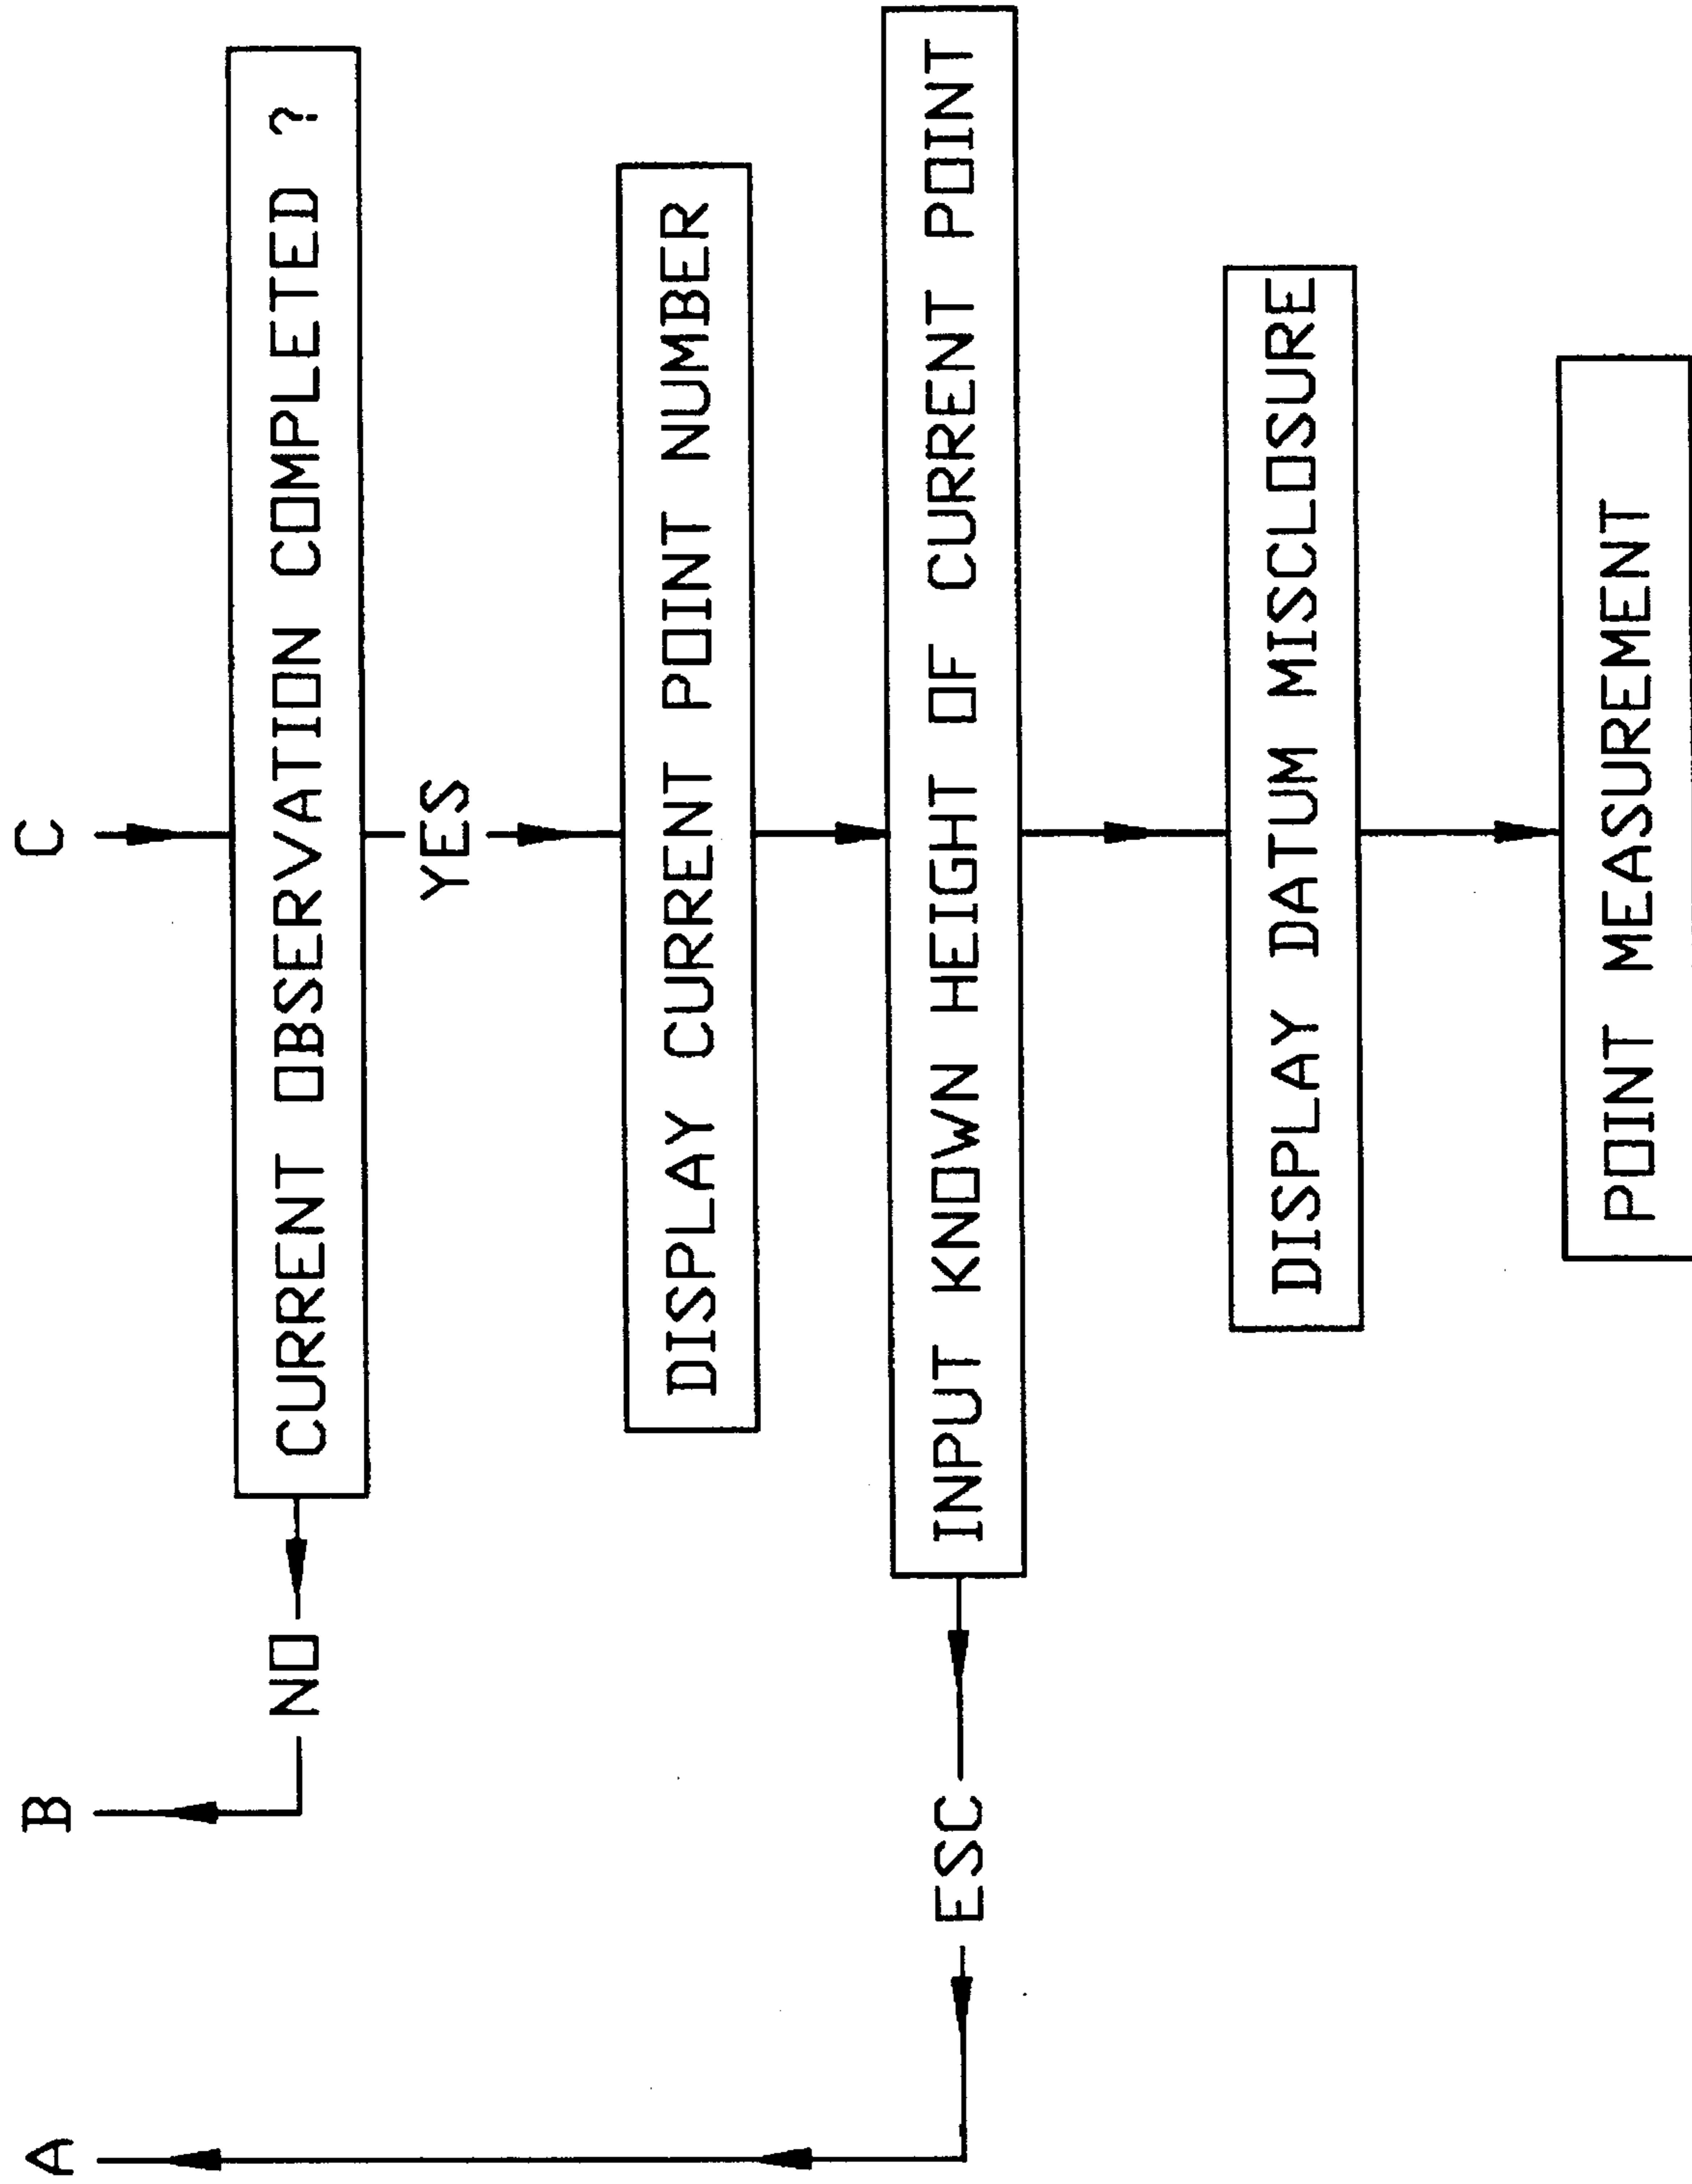 A
B
C
NO
CURRENT OBSERVATION COMPLETED ?
YES
DISPLAY CURRENT POINT NUMBER
ESC
INPUT KNOWN HEIGHT OF CURRENT POINT
DISPLAY DATUM MISCLOSURE
POINT MEASUREMENT